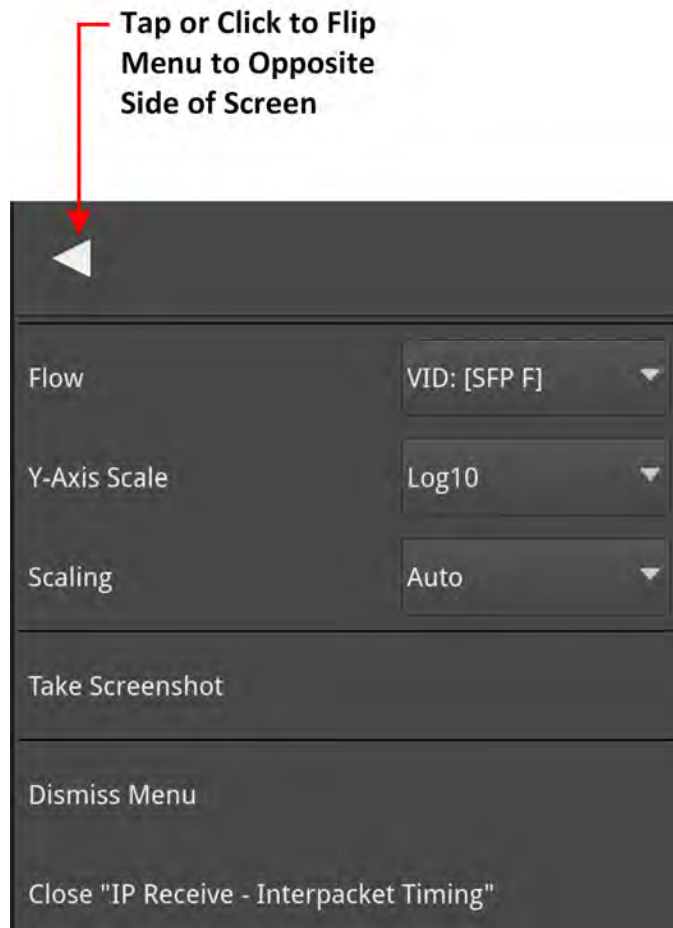 Tap or Click to Flip
Menu to Opposite
Side of Screen
Flow VID: [SFP F]
Y-Axis Scale Log10
Scaling Auto
Take Screenshot
Dismiss Menu
Close "IP Receive - Interpacket Timing"